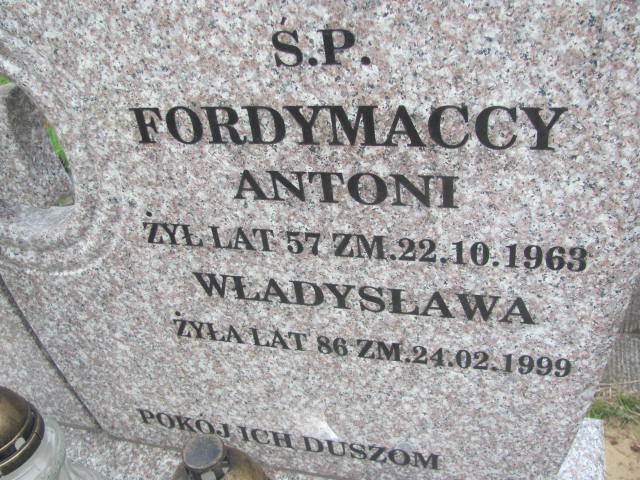 Ś.P.
FORDYMACCY
ANTONI
ŻYŁ LAT 57 ZM.22.10.1963
WŁADYSŁAWA
ŻYŁA LAT 86 ZM.24.02.1999
POKÓJ ICH DUSZOM